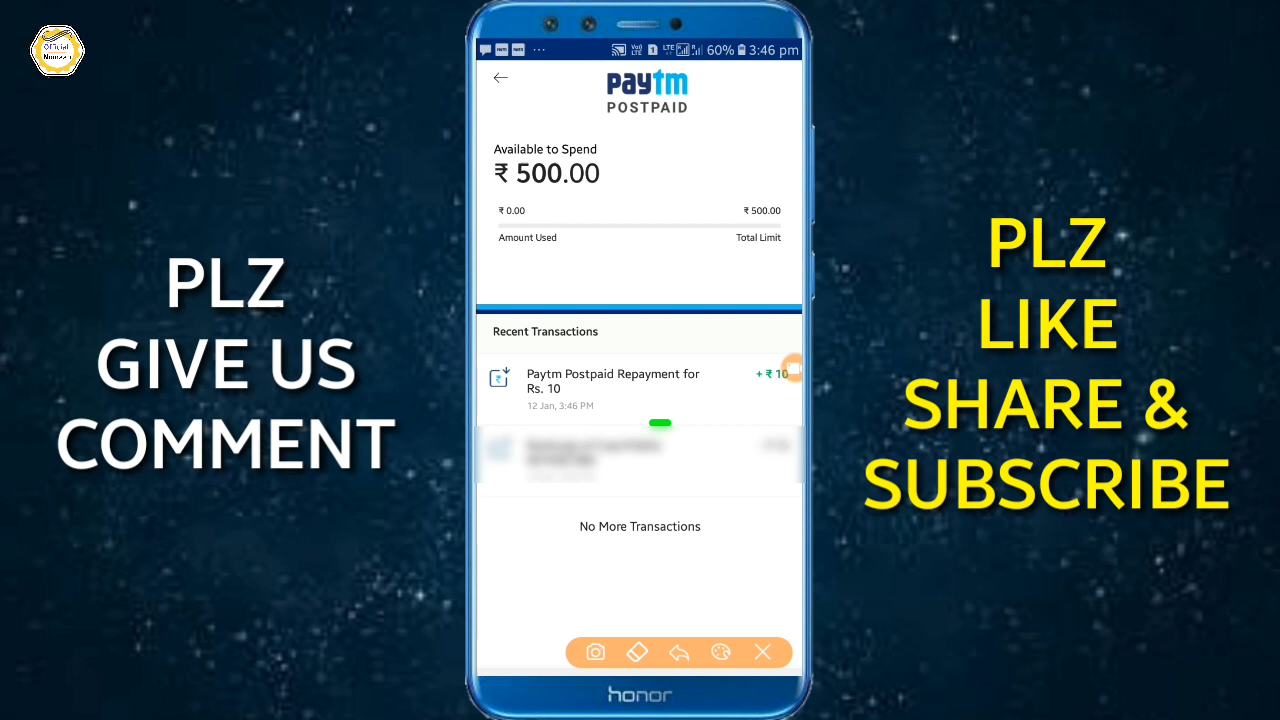 Official
PLZ
GIVE US
COMMENT
60% 3:46 pm
paytm
POSTPAID
Available to Spend
₹ 500.00
₹ 0.00 ₹ 500.00
Amount Used Total Limit
Recent Transactions
Paytm Postpaid Repayment for + ₹ 10
Rs. 10
12 Jan, 3:46 PM
No More Transactions
honor
PLZ
LIKE
SHARE &
SUBSCRIBE